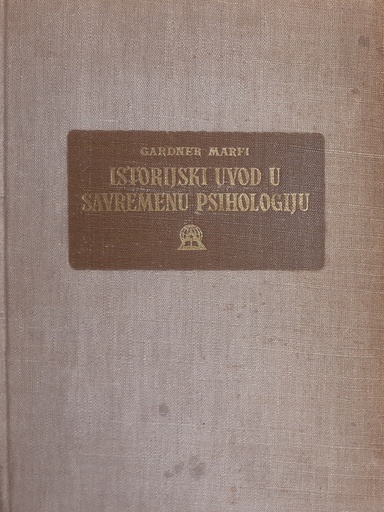 GARDNER MARFI
ISTORIJSKI UVOD U
SAVREMENU PSIHOLOGIJU